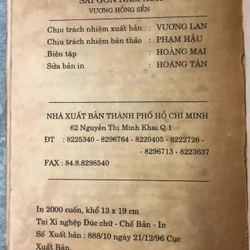 SÀI GÒN NĂM XƯA
VƯƠNG HỒNG SỂN
Chịu trách nhiệm xuất bản : VƯƠNG LAN
Chịu trách nhiệm bản thảo : PHẠM HẬU
Biên tập : HOÀNG MAI
Sửa bản in : HOÀNG TÂN
NHÀ XUẤT BẢN THÀNH PHỐ HỒ CHÍ MINH
62 Nguyễn Thị Minh Khai Q.1
ĐT : 8225340 - 8296764 - 8220405 - 8222726 -
- 8296713 - 8223637
FAX : 84.8.8298540
In 2000 cuốn, khổ 13 x 19 cm
Tại Xí nghiệp Đúc chữ - Chế Bản - In
Số Xuất bản : 888/10 ngày 21/12/96 Cục
Xuất Bản.